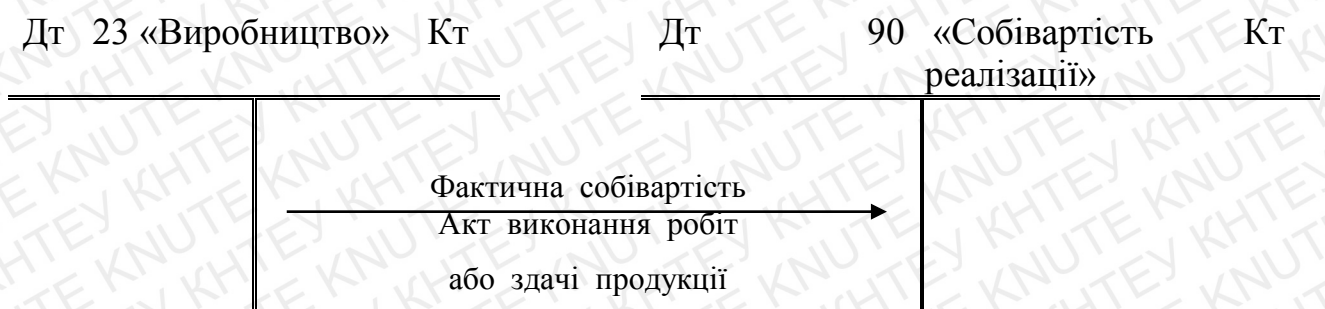 Дт 23 «Виробництво» Кт Дт 90 «Собівартість Кт
реалізації»
Фактична собівартість
Акт виконання робіт
або здачі продукції